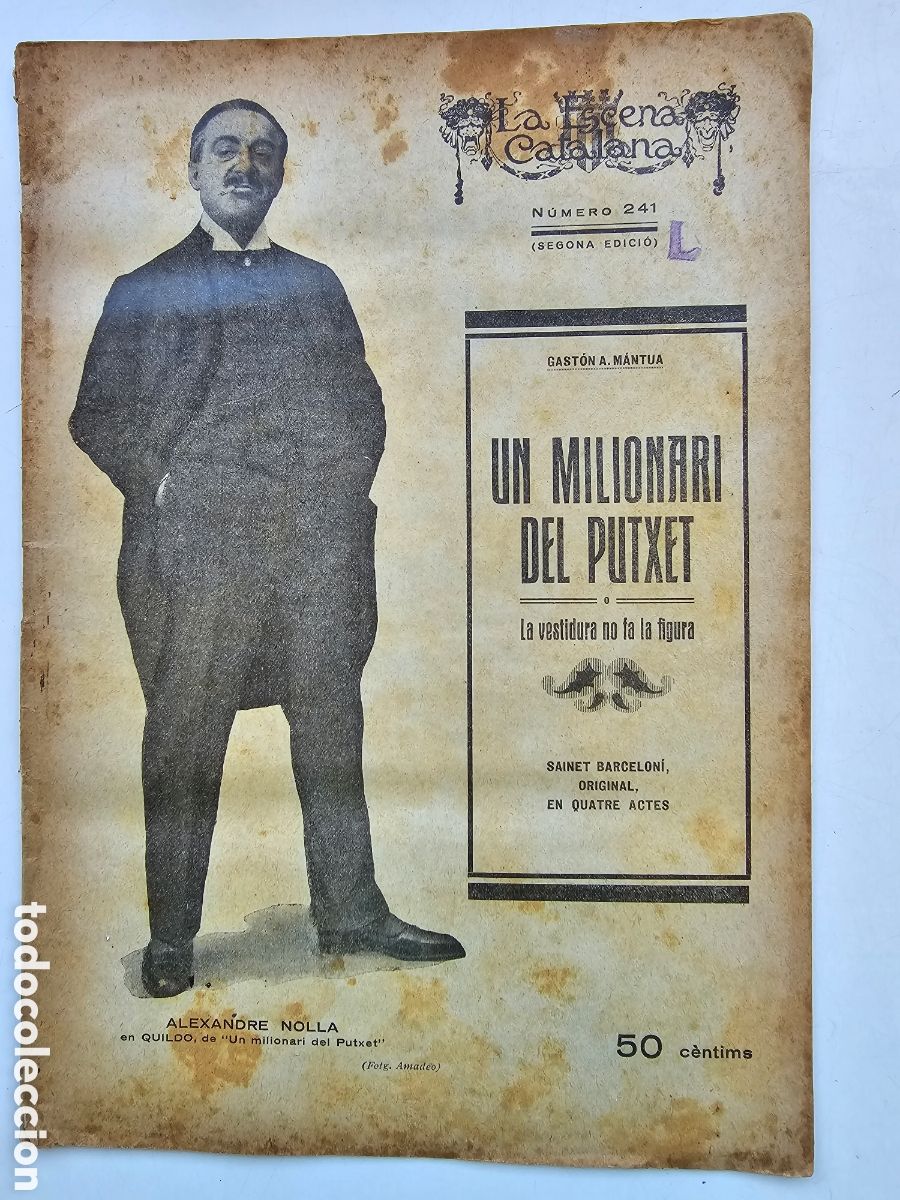 La Escena
Catalana
NÚMERO 241
(SEGONA EDICIÓ)
L
GASTÓN A. MÁNTUA
UN MILIONARI
DEL PUTXET
o
La vestidura no fa la figura
SAINET BARCELONÍ,
ORIGINAL,
EN QUATRE ACTES
ALEXANDRE NOLLA
en QUILDO, de "Un milionari del Putxet"
(Fotg. Amadeo)
50 cèntims
todocoleccion